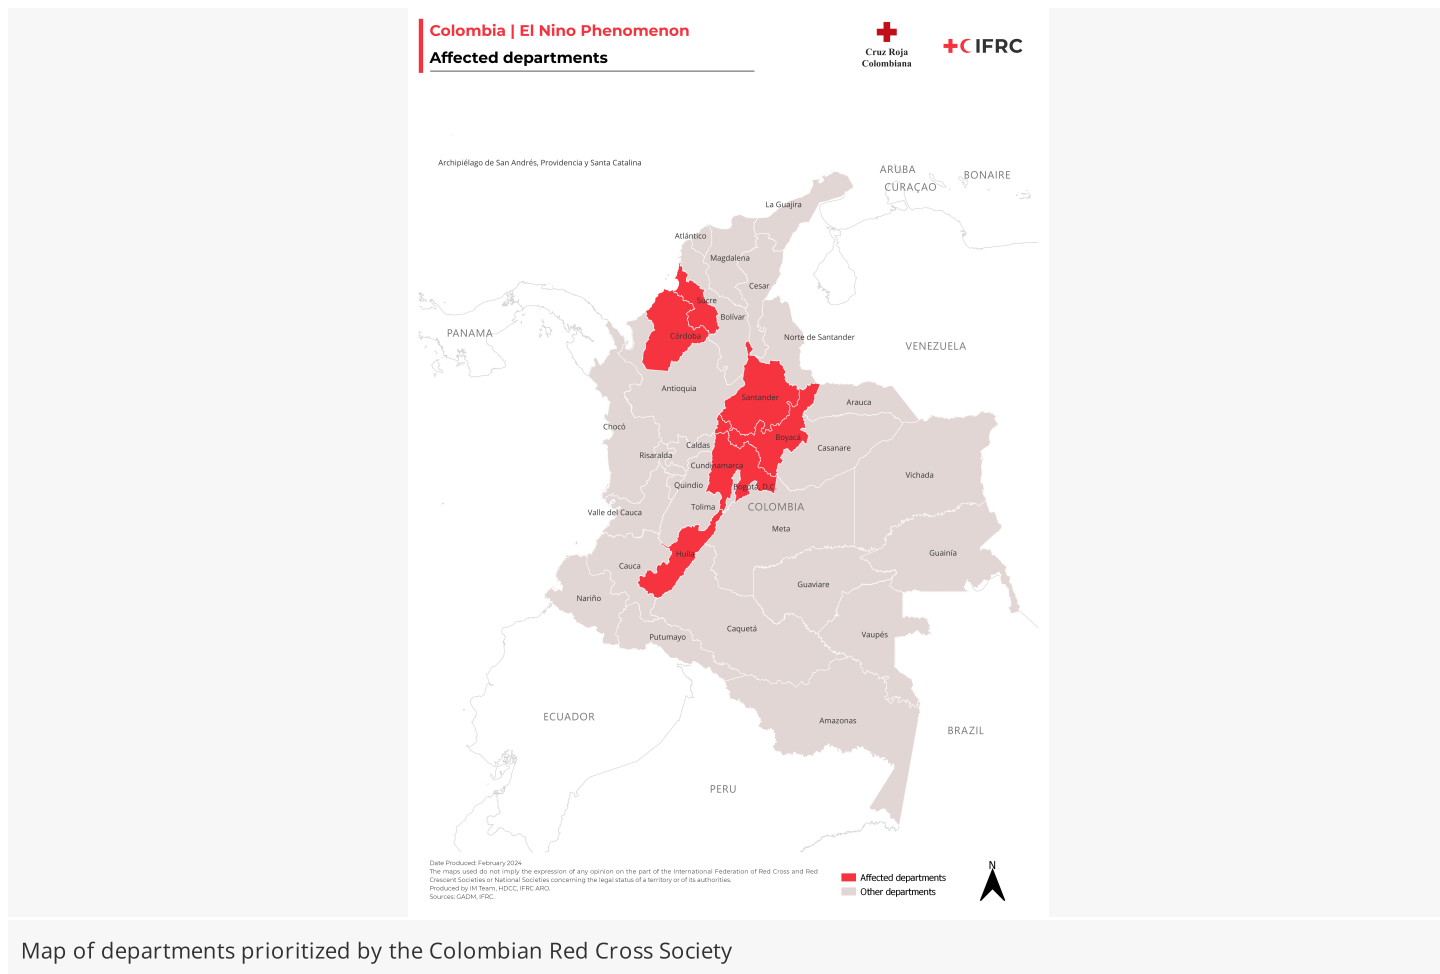 Colombia | El Nino Phenomenon
Affected departments
Cruz Roja
Colombiana
IFRC
Archipiélago de San Andrés, Providencia y Santa Catalina
ARUBA
CURAÇAO
BONAIRE
La Guajira
Atlántico
Magdalena
Cesar
Sucre
Bolívar
Córdoba
PANAMA
Norte de Santander
VENEZUELA
Antioquia
Santander
Arauca
Chocó
Boyacá
Caldas
Casanare
Risaralda
Cundinamarca
Vichada
Quindio
Bogotá, D.C.
Tolima
COLOMBIA
Valle del Cauca
Meta
Huila
Guainía
Cauca
Guaviare
Nariño
Caquetá
Vaupés
Putumayo
ECUADOR
Amazonas
BRAZIL
PERU
Date Produced: February 2024
The maps used do not imply the expression of any opinion on the part of the International Federation of Red Cross and Red
Crescent Societies or National Societies concerning the legal status of a territory or of its authorities.
Produced by IM Team, HDCC, IFRC ARO.
Sources: GADM, IFRC.
Affected departments
Other departments
N
Map of departments prioritized by the Colombian Red Cross Society